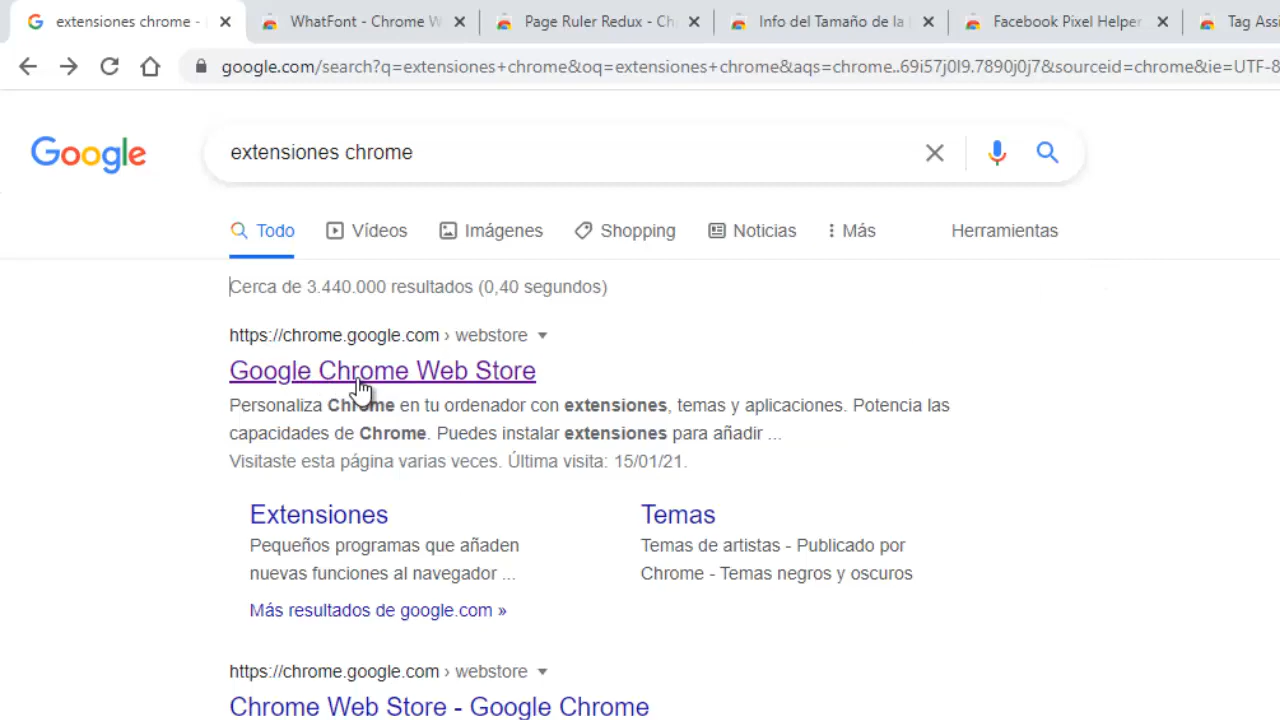 extensiones chrome -
WhatFont - Chrome W
Page Ruler Redux - Ch
Info del Tamaño de la
Facebook Pixel Helper
Tag Assi
google.com/search?q=extensiones+chrome&oq=extensiones+chrome&aqs=chrome..69i57j0l9.7890j0j7&sourceid=chrome&ie=UTF-8
Google
extensiones chrome
Todo
Vídeos
Imágenes
Shopping
Noticias
Más
Herramientas
Cerca de 3.440.000 resultados (0,40 segundos)
https://chrome.google.com › webstore
Google Chrome Web Store
Personaliza Chrome en tu ordenador con extensiones, temas y aplicaciones. Potencia las
capacidades de Chrome. Puedes instalar extensiones para añadir ...
Visitaste esta página varias veces. Última visita: 15/01/21.
Extensiones
Pequeños programas que añaden
nuevas funciones al navegador ...
Temas
Temas de artistas - Publicado por
Chrome - Temas negros y oscuros
Más resultados de google.com »
https://chrome.google.com › webstore
Chrome Web Store - Google Chrome